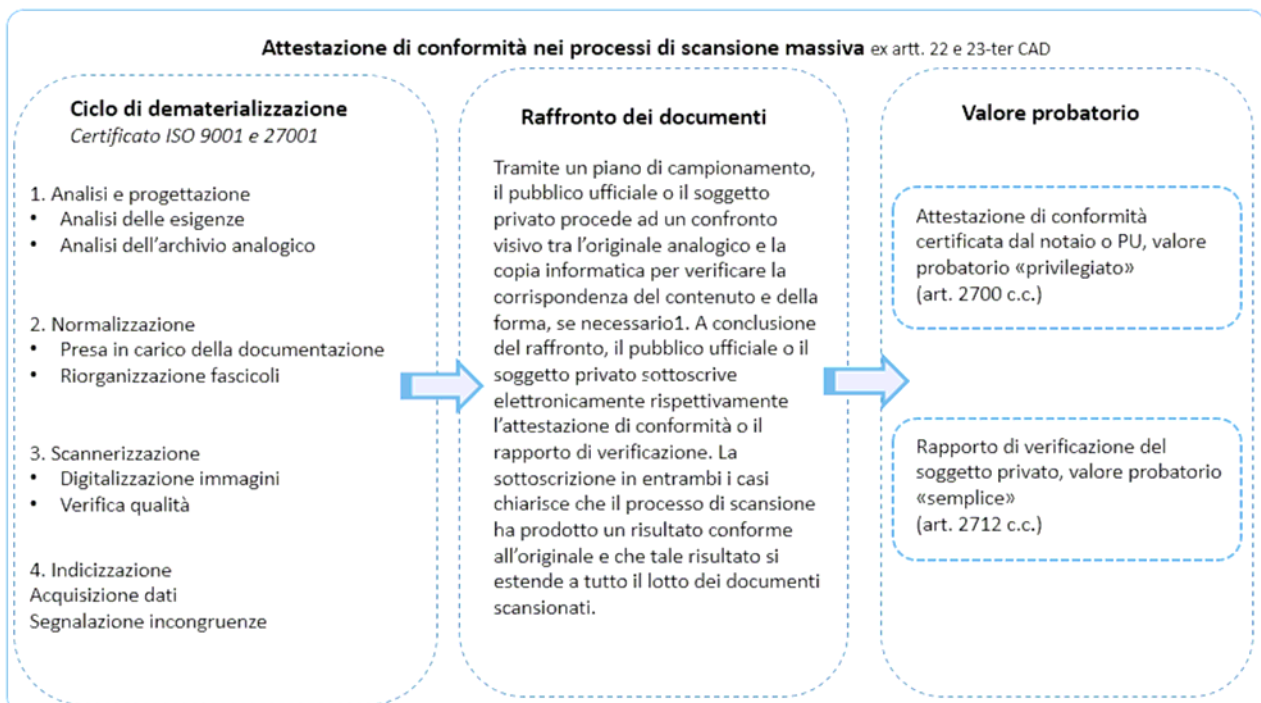 Attestazione di conformità nei processi di scansione massiva ex artt. 22 e 23-ter CAD
Ciclo di dematerializzazione
Certificato ISO 9001 e 27001
1. Analisi e progettazione
• Analisi delle esigenze
• Analisi dell'archivio analogico
2. Normalizzazione
• Presa in carico della documentazione
• Riorganizzazione fascicoli
3. Scannerizzazione
• Digitalizzazione immagini
• Verifica qualità
4. Indicizzazione
Acquisizione dati
Segnalazione incongruenze
Raffronto dei documenti
Tramite un piano di campionamento,
il pubblico ufficiale o il soggetto
privato procede ad un confronto
visivo tra l'originale analogico e la
copia informatica per verificare la
corrispondenza del contenuto e della
forma, se necessario1. A conclusione
del raffronto, il pubblico ufficiale o il
soggetto privato sottoscrive
elettronicamente rispettivamente
l'attestazione di conformità o il
rapporto di verificazione. La
sottoscrizione in entrambi i casi
chiarisce che il processo di scansione
ha prodotto un risultato conforme
all'originale e che tale risultato si
estende a tutto il lotto dei documenti
scansionati.
Valore probatorio
Attestazione di conformità
certificata dal notaio o PU, valore
probatorio «privilegiato»
(art. 2700 c.c.)
Rapporto di verificazione del
soggetto privato, valore probatorio
«semplice»
(art. 2712 c.c.)